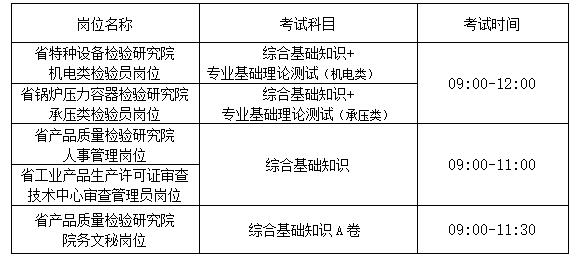 岗位名称 考试科目 考试时间
省特种设备检验研究院
机电类检验员岗位
综合基础知识+
专业基础理论测试（机电类）
09:00-12:00
省锅炉压力容器检验研究院
承压类检验员岗位
综合基础知识+
专业基础理论测试（承压类）
省产品质量检验研究院
人事管理岗位
综合基础知识
09:00-11:00
省工业产品生产许可证审查
技术中心审查管理员岗位
省产品质量检验研究院
院务文秘岗位
综合基础知识A卷
09:00-11:30